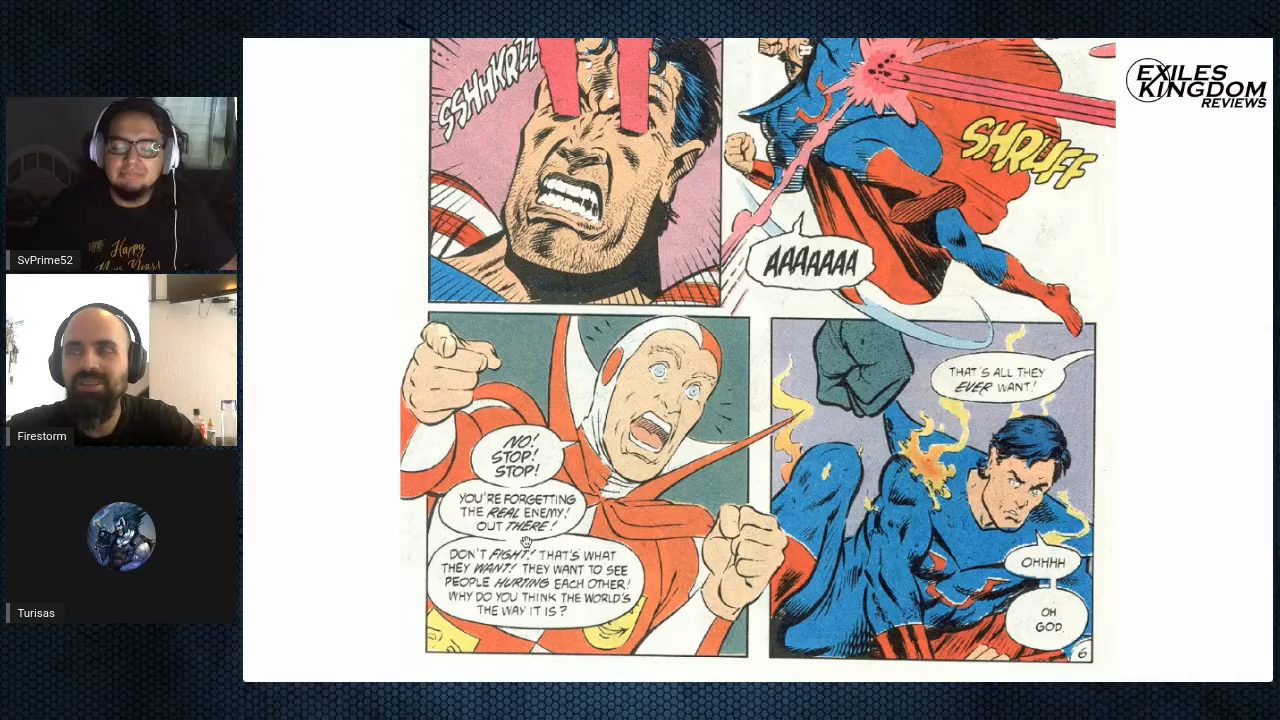 EXILES
KINGDOM
REVIEWS
SSHHKRZZ
SHRUFF
AAAAAAA
NO!
STOP!
STOP!
YOU'RE FORGETTING
THE REAL ENEMY!
OUT THERE!
DON'T FIGHT! THAT'S WHAT
THEY WANT! THEY WANT TO SEE
PEOPLE HURTING EACH OTHER!
WHY DO YOU THINK THE WORLD'S
THE WAY IT IS?
THAT'S ALL THEY
EVER WANT!
OHHHH
OH
GOD.
6
Happy
SvPrime52
Firestorm
Turisas